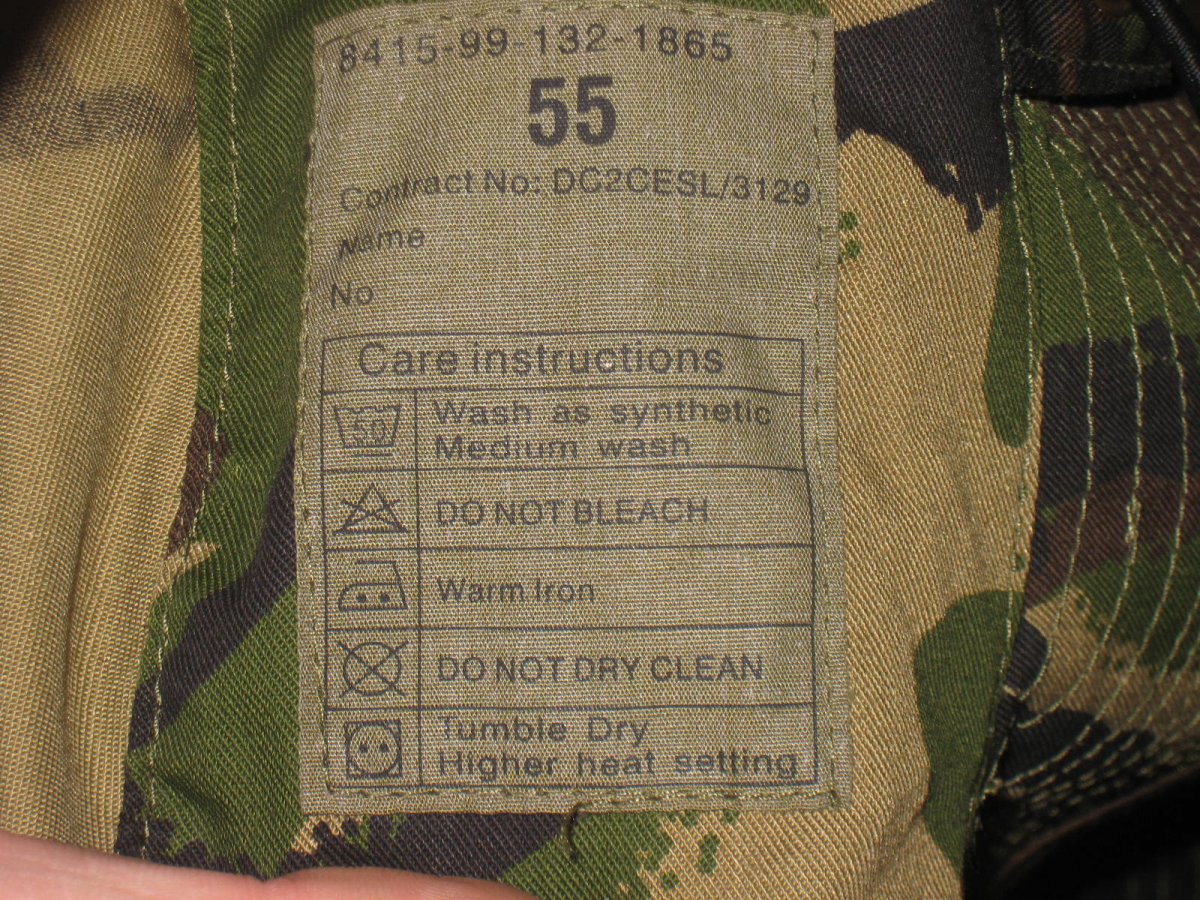 8415-99-132-1865
55
Contract No: DC2CESL/3129
Name
No
Care instructions
50
Wash as synthetic
Medium wash
DO NOT BLEACH
Warm Iron
DO NOT DRY CLEAN
Tumble Dry
Higher heat setting